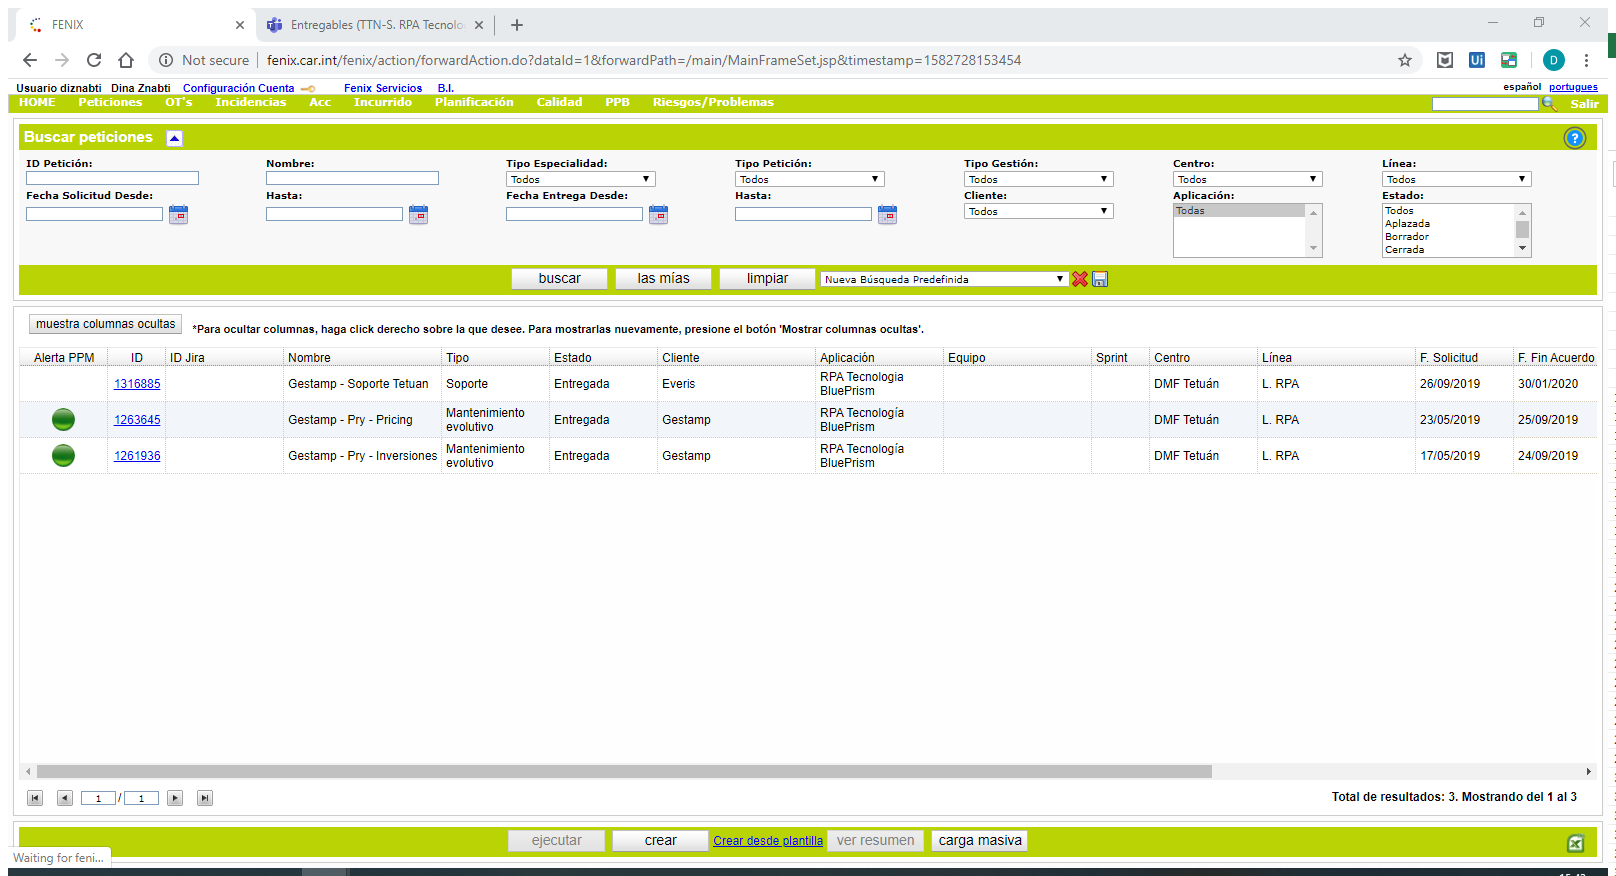 FENIX
Entregables (TTN-S. RPA Tecnolo
Not secure fenix.car.int/fenix/action/forwardAction.do?dataId=1&forwardPath=/main/MainFrameSet.jsp&timestamp=1582728153454
Ui
D
Usuario diznabti Dina Znabti Configuración Cuenta Fenix Servicios B.I. español portugues
HOME Peticiones OT's Incidencias Acc Incurrido Planificación Calidad PPB Riesgos/Problemas Salir
Buscar peticiones
?
ID Petición: Nombre: Tipo Especialidad: Tipo Petición: Tipo Gestión: Centro: Línea:
Todos Todos Todos Todos Todos
Fecha Solicitud Desde: Hasta: Fecha Entrega Desde: Hasta: Cliente: Aplicación: Estado:
Todos Todas Todos
Aplazada
Borrador
Cerrada
buscar las mías limpiar Nueva Búsqueda Predefinida
muestra columnas ocultas *Para ocultar columnas, haga click derecho sobre la que desee. Para mostrarlas nuevamente, presione el botón 'Mostrar columnas ocultas'.
Alerta PPM ID ID Jira Nombre Tipo Estado Cliente Aplicación Equipo Sprint Centro Línea F. Solicitud F. Fin Acuerdo
1316885 Gestamp - Soporte Tetuan Soporte Entregada Everis RPA Tecnologia BluePrism DMF Tetuán L. RPA 26/09/2019 30/01/2020
1263645 Gestamp - Pry - Pricing Mantenimiento evolutivo Entregada Gestamp RPA Tecnología BluePrism DMF Tetuán L. RPA 23/05/2019 25/09/2019
1261936 Gestamp - Pry - Inversiones Mantenimiento evolutivo Entregada Gestamp RPA Tecnología BluePrism DMF Tetuán L. RPA 17/05/2019 24/09/2019
1 / 1 Total de resultados: 3. Mostrando del 1 al 3
ejecutar crear Crear desde plantilla ver resumen carga masiva
Waiting for feni...